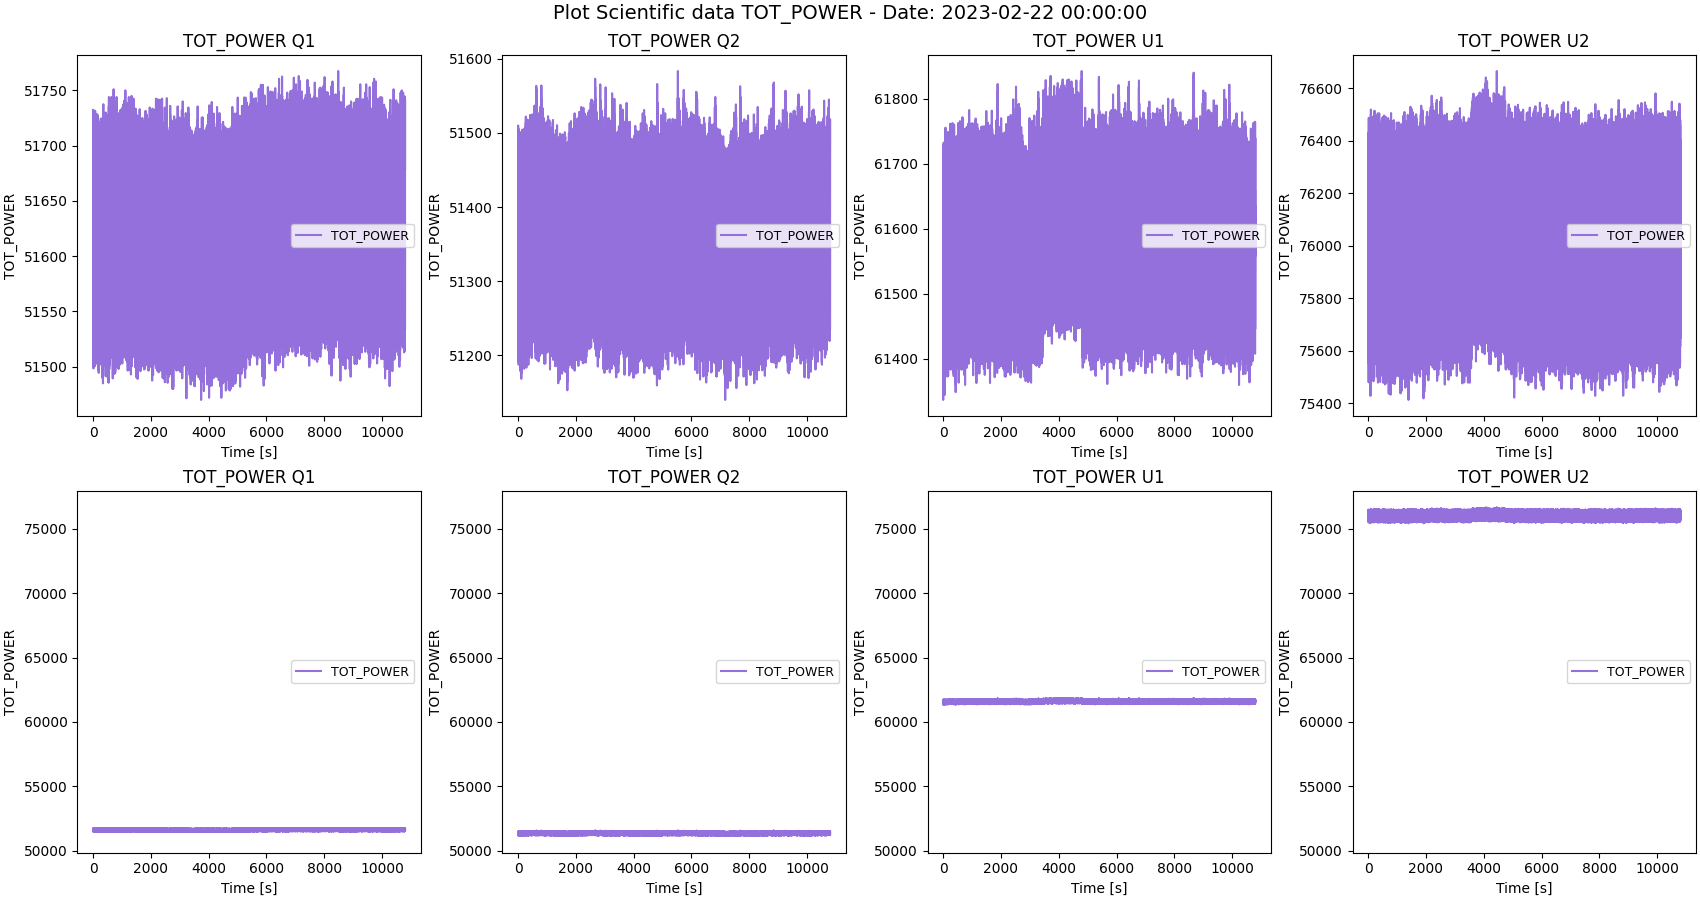 Plot Scientific data TOT_POWER - Date: 2023-02-22 00:00:00
TOT_POWER Q1
TOT_POWER
51750
51700
51650
51600
51550
51500
TOT_POWER
0 2000 4000 6000 8000 10000
Time [s]
TOT_POWER Q2
TOT_POWER
51600
51500
51400
51300
51200
TOT_POWER
0 2000 4000 6000 8000 10000
Time [s]
TOT_POWER U1
TOT_POWER
61800
61700
61600
61500
61400
TOT_POWER
0 2000 4000 6000 8000 10000
Time [s]
TOT_POWER U2
TOT_POWER
76600
76400
76200
76000
75800
75600
75400
TOT_POWER
0 2000 4000 6000 8000 10000
Time [s]
TOT_POWER Q1
TOT_POWER
75000
70000
65000
60000
55000
50000
TOT_POWER
0 2000 4000 6000 8000 10000
Time [s]
TOT_POWER Q2
TOT_POWER
75000
70000
65000
60000
55000
50000
TOT_POWER
0 2000 4000 6000 8000 10000
Time [s]
TOT_POWER U1
TOT_POWER
75000
70000
65000
60000
55000
50000
TOT_POWER
0 2000 4000 6000 8000 10000
Time [s]
TOT_POWER U2
TOT_POWER
75000
70000
65000
60000
55000
50000
TOT_POWER
0 2000 4000 6000 8000 10000
Time [s]